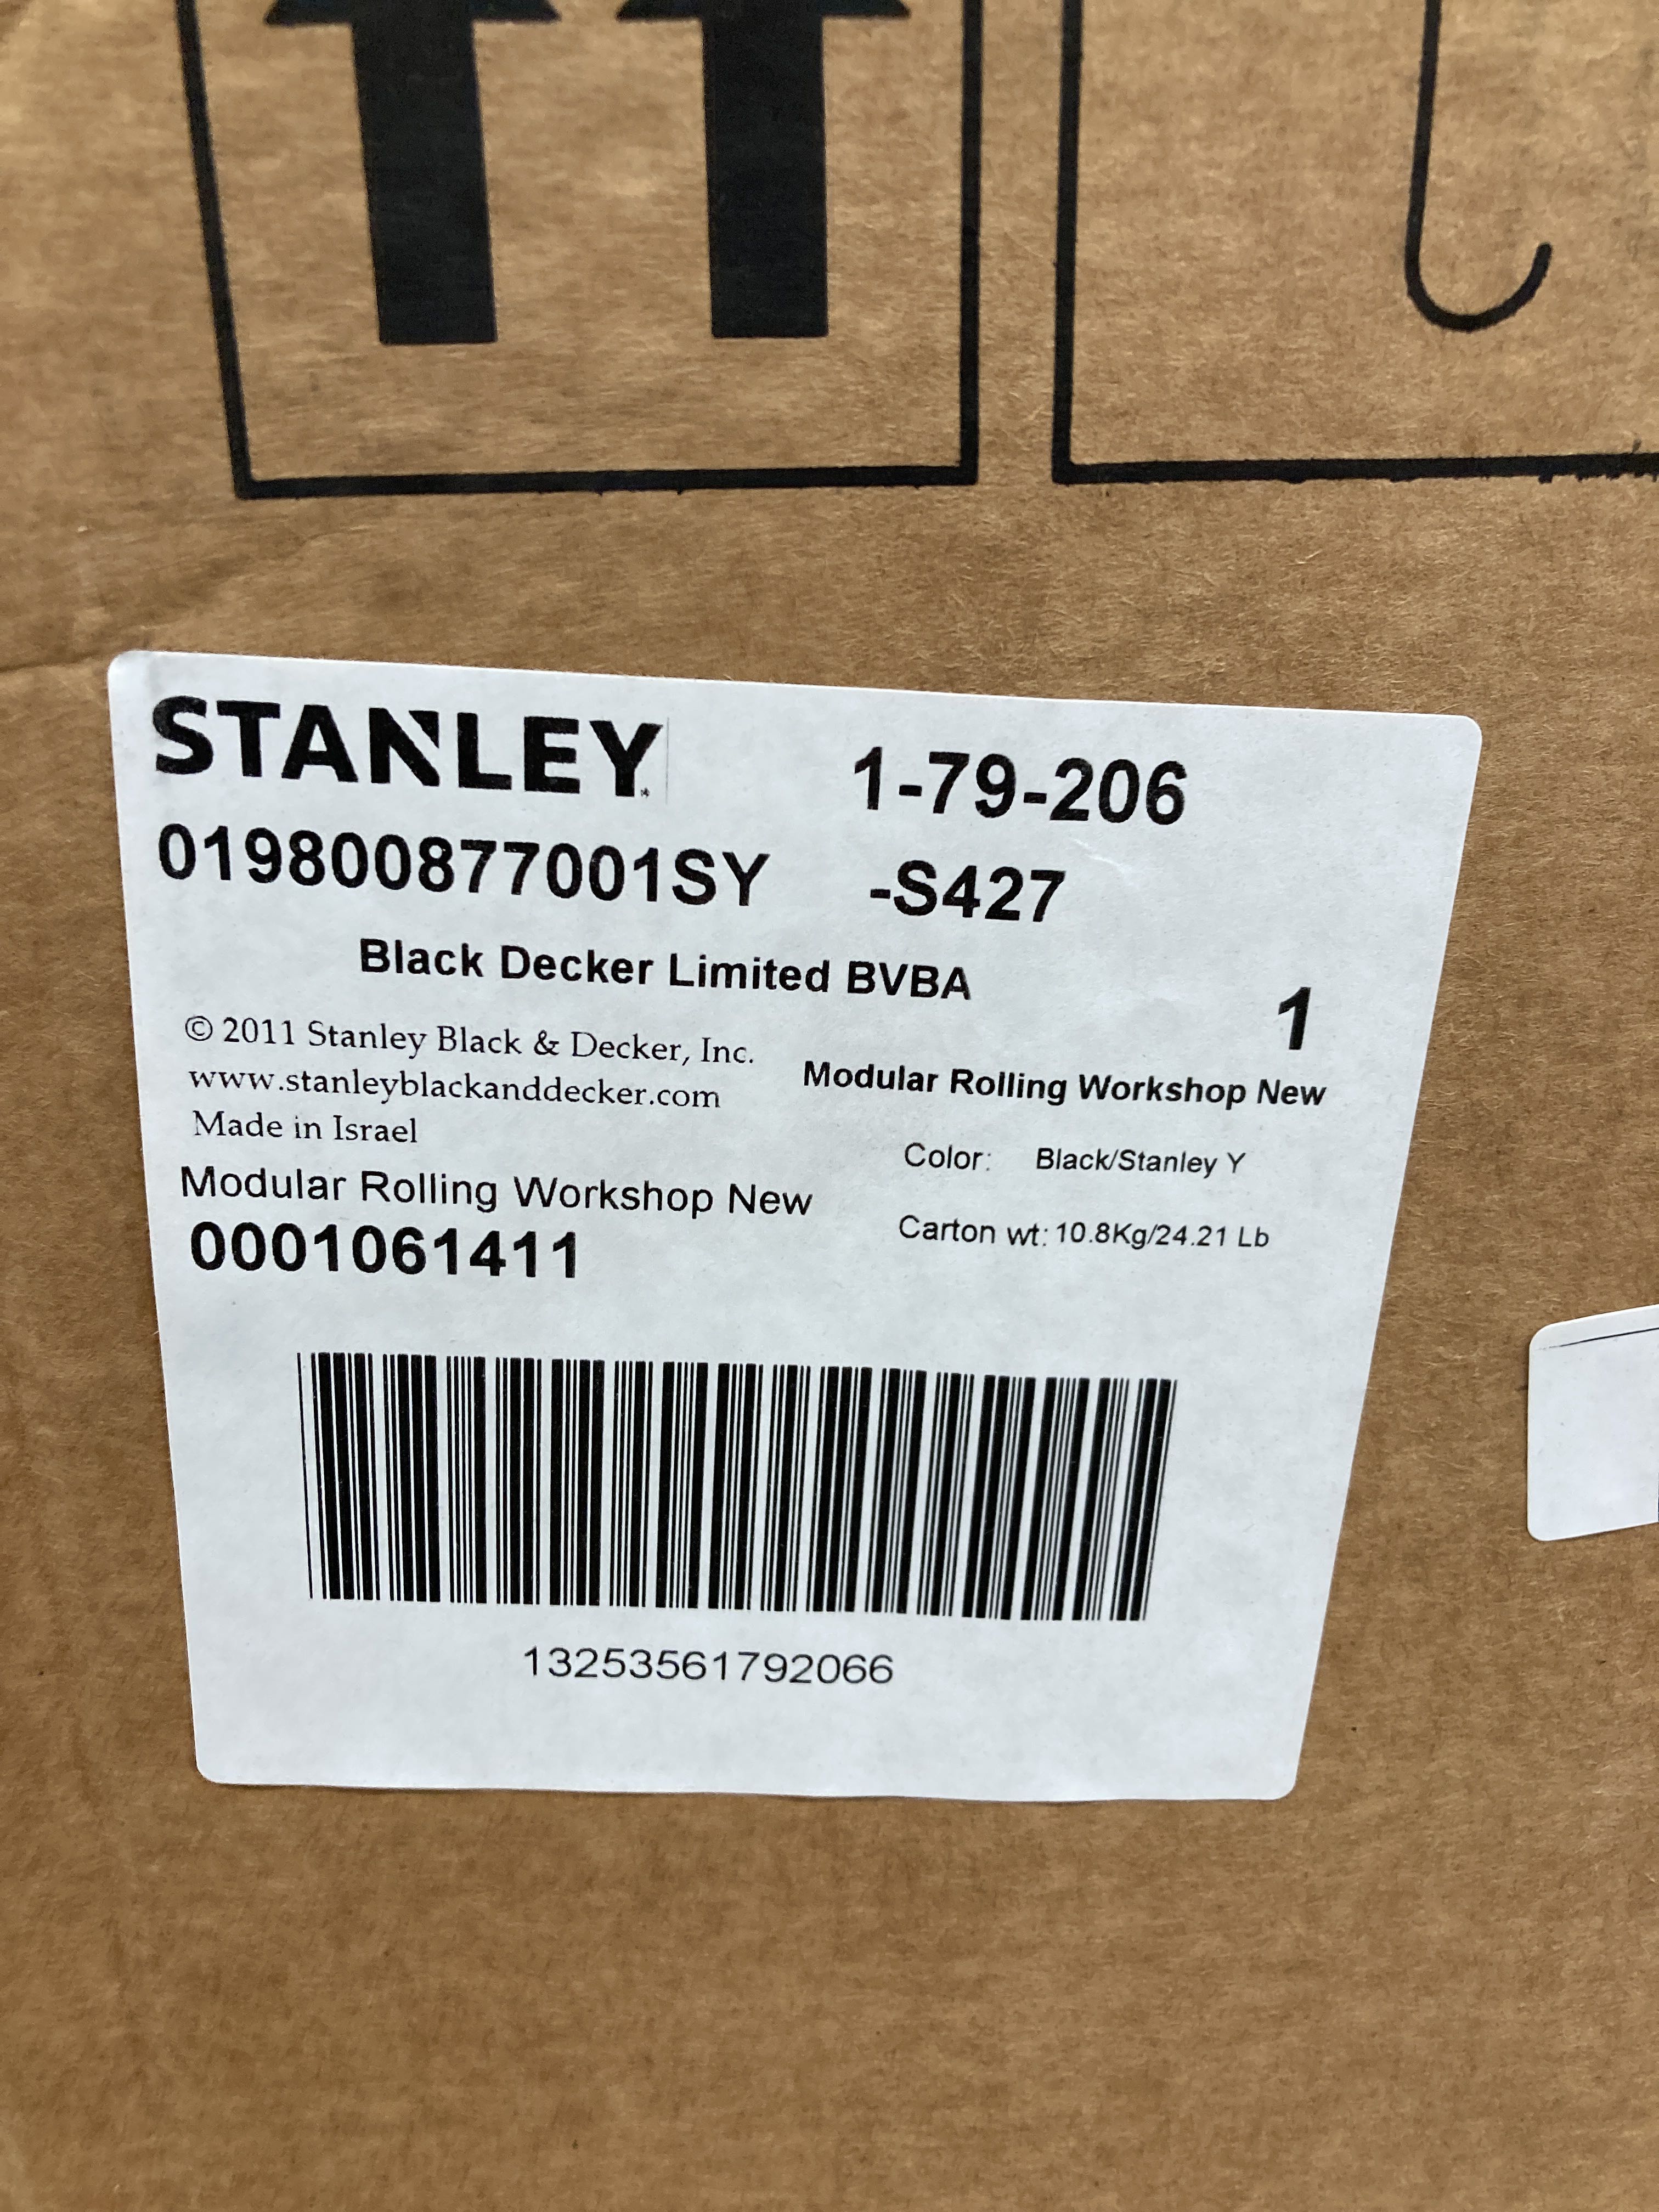 STANLEY
1-79-206
019800877001SY
-S427
Black Decker Limited BVBA
1
© 2011 Stanley Black & Decker, Inc.
www.stanleyblackanddecker.com
Made in Israel
Modular Rolling Workshop New
Color: Black/Stanley Y
Modular Rolling Workshop New
0001061411
Carton wt: 10.8Kg/24.21 Lb
13253561792066